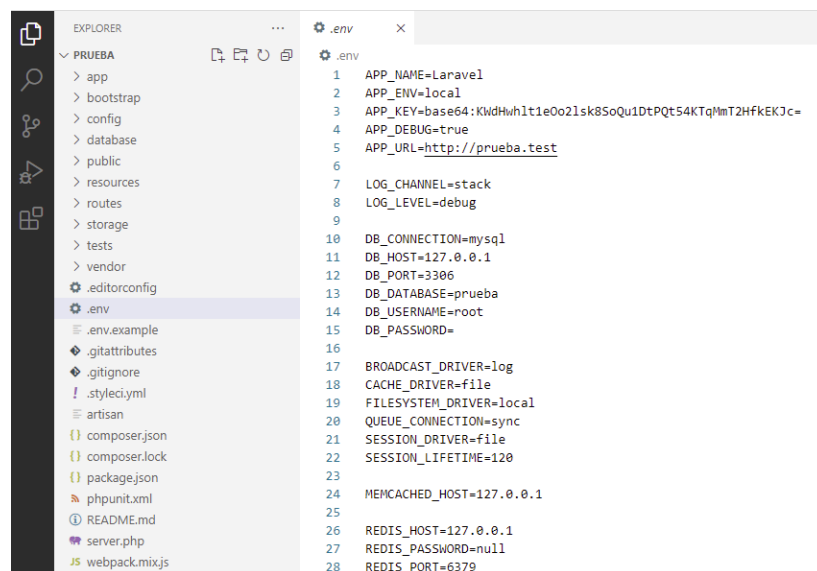 EXPLORER
PRUEBA
app
bootstrap
config
database
public
resources
routes
storage
tests
vendor
.editorconfig
.env
.env.example
.gitattributes
.gitignore
.styleci.yml
artisan
composer.json
composer.lock
package.json
phpunit.xml
README.md
server.php
JS webpack.mix.js
.env
.env
1 APP_NAME=Laravel
2 APP_ENV=local
3 APP_KEY=base64:KWdHwhlt1eOo2lsk8SoQu1DtPQt54KTqMmT2HfkEKJc=
4 APP_DEBUG=true
5 APP_URL=http://prueba.test
6
7 LOG_CHANNEL=stack
8 LOG_LEVEL=debug
9
10 DB_CONNECTION=mysql
11 DB_HOST=127.0.0.1
12 DB_PORT=3306
13 DB_DATABASE=prueba
14 DB_USERNAME=root
15 DB_PASSWORD=
16
17 BROADCAST_DRIVER=log
18 CACHE_DRIVER=file
19 FILESYSTEM_DRIVER=local
20 QUEUE_CONNECTION=sync
21 SESSION_DRIVER=file
22 SESSION_LIFETIME=120
23
24 MEMCACHED_HOST=127.0.0.1
25
26 REDIS_HOST=127.0.0.1
27 REDIS_PASSWORD=null
28 REDIS_PORT=6379